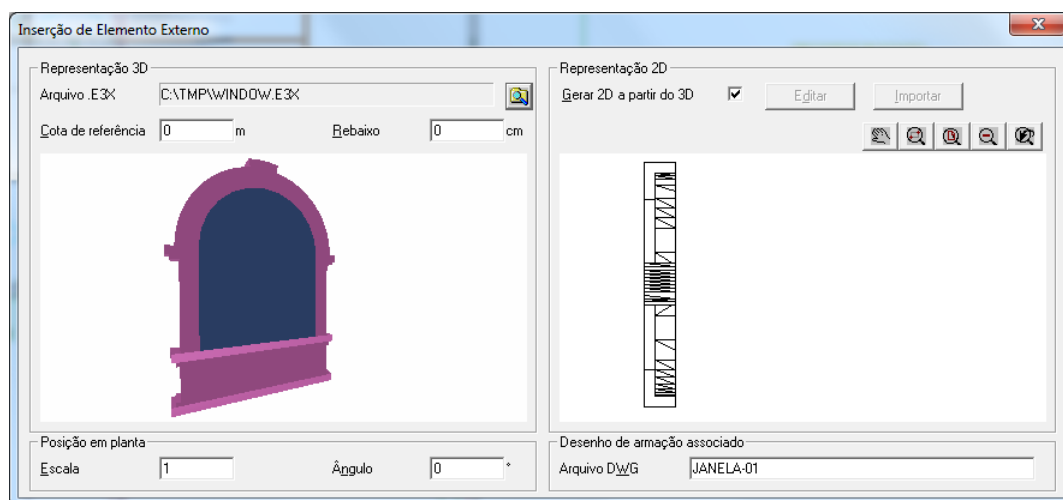 Inserção de Elemento Externo
Representação 3D
Arquivo .E3X C:\TMP\WINDOW.E3X
Cota de referência 0 m Rebaixo 0 cm
Representação 2D
Gerar 2D a partir do 3D Editar Importar
Posição em planta
Escala 1 Ângulo 0 °
Desenho de armação associado
Arquivo DWG JANELA-01